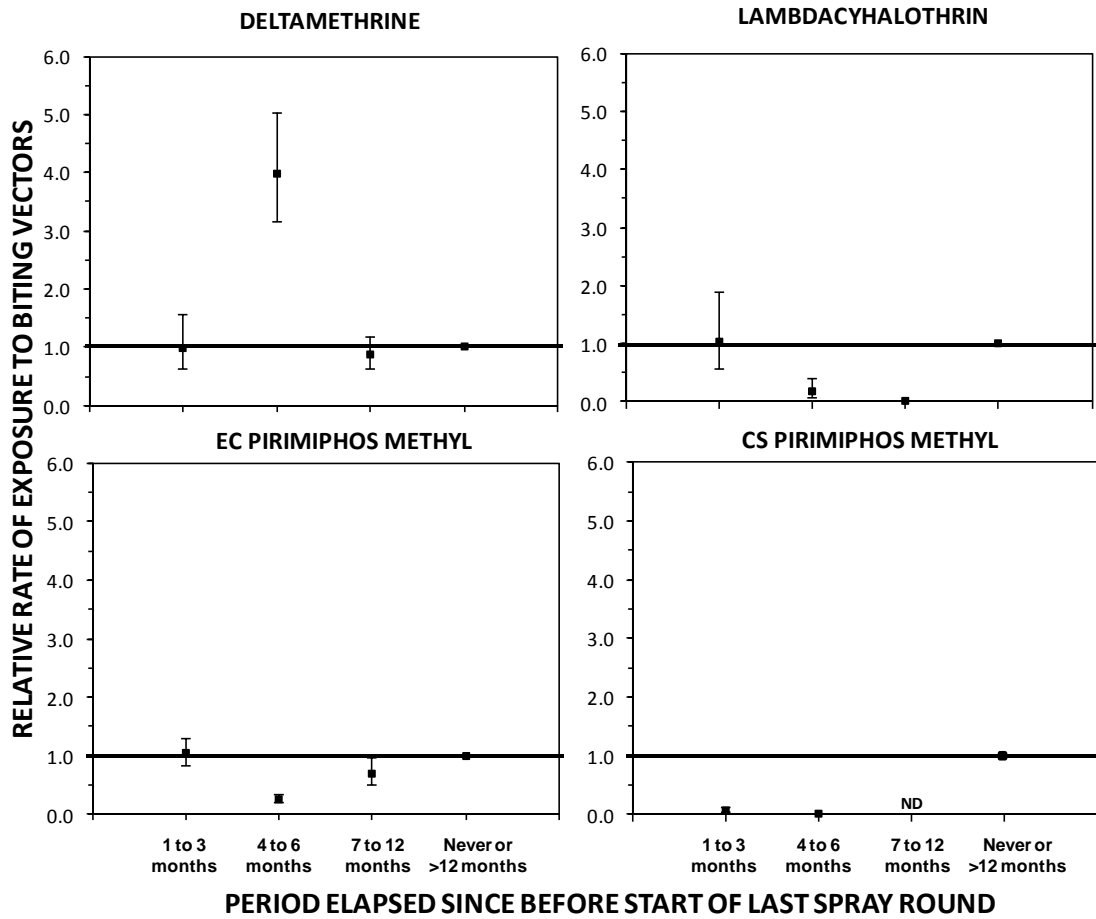 DELTAMETHRINE
LAMBDACYHALOTHRIN
RELATIVE RATE OF EXPOSURE TO BITING VECTORS
6.0
5.0
4.0
3.0
2.0
1.0
0.0
6.0
5.0
4.0
3.0
2.0
1.0
0.0
EC PIRIMIPHOS METHYL
CS PIRIMIPHOS METHYL
6.0
5.0
4.0
3.0
2.0
1.0
0.0
6.0
5.0
4.0
3.0
2.0
1.0
0.0
ND
1 to 3
months
4 to 6
months
7 to 12
months
Never or
>12 months
1 to 3
months
4 to 6
months
7 to 12
months
Never or
>12 months
PERIOD ELAPSED SINCE BEFORE START OF LAST SPRAY ROUND